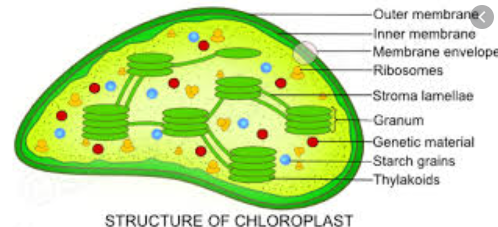 Outer membrane
Inner membrane
Membrane envelope
Ribosomes
Stroma lamellae
Granum
Genetic material
Starch grains
Thylakoids
STRUCTURE OF CHLOROPLAST